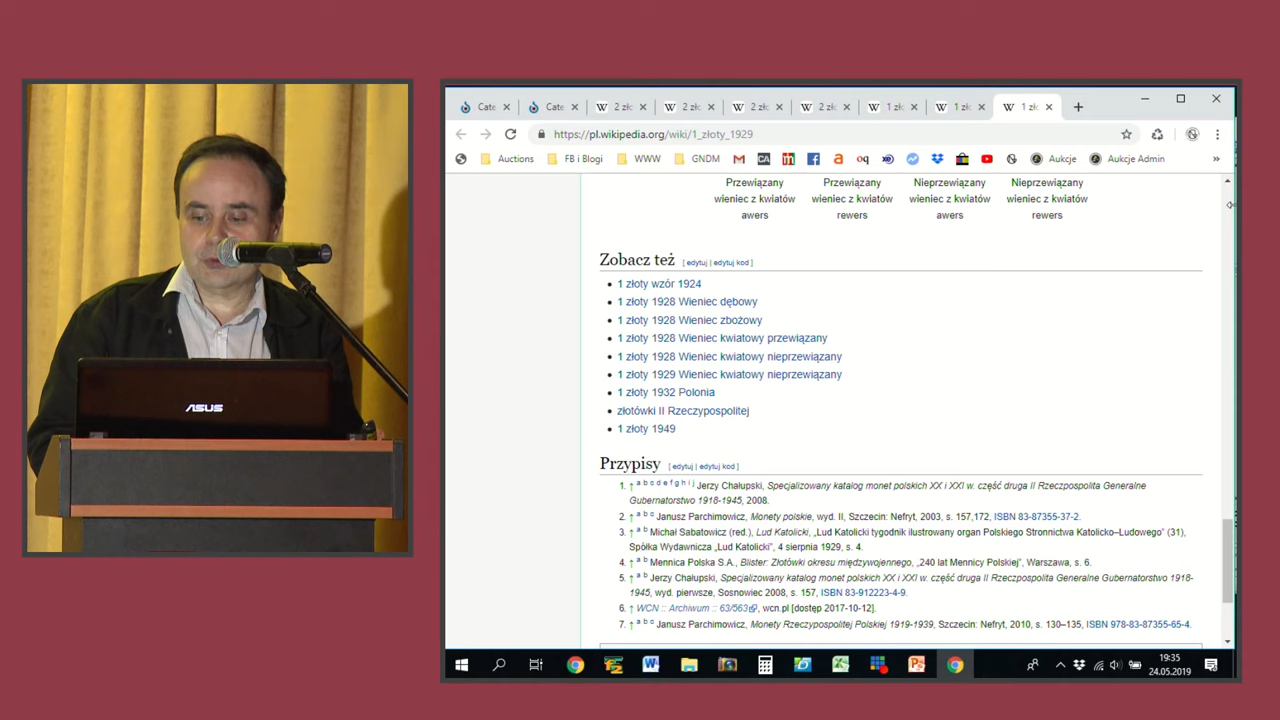 ASUS
Cate
Cate
2 zł
2 zł
2 zł
2 zł
1 zł
1 zł
1 zł
https://pl.wikipedia.org/wiki/1_złoty_1929
Auctions FB i Blogi WWW GNDM CA m f a oq Aukcje Aukcje Admin »
Przewiązany wieniec z kwiatów awers
Przewiązany wieniec z kwiatów rewers
Nieprzewiązany wieniec z kwiatów awers
Nieprzewiązany wieniec z kwiatów rewers
Zobacz też [ edytuj | edytuj kod ]
1 złoty wzór 1924
1 złoty 1928 Wieniec dębowy
1 złoty 1928 Wieniec zbożowy
1 złoty 1928 Wieniec kwiatowy przewiązany
1 złoty 1928 Wieniec kwiatowy nieprzewiązany
1 złoty 1929 Wieniec kwiatowy nieprzewiązany
1 złoty 1932 Polonia
złotówki II Rzeczypospolitej
1 złoty 1949
Przypisy [ edytuj | edytuj kod ]
1. ↑ a b c d e f g h i j Jerzy Chałupski, Specjalizowany katalog monet polskich XX i XXI w. część druga II Rzeczpospolita Generalne
Gubernatorstwo 1918-1945, 2008.
2. ↑ a b c Janusz Parchimowicz, Monety polskie, wyd. II, Szczecin: Nefryt, 2003, s. 157,172, ISBN 83-87355-37-2.
3. ↑ a b Michał Sabatowicz (red.), Lud Katolicki, „Lud Katolicki tygodnik ilustrowany organ Polskiego Stronnictwa Katolicko–Ludowego” (31),
Spółka Wydawnicza „Lud Katolicki”, 4 sierpnia 1929, s. 4.
4. ↑ a b Mennica Polska S.A., Blister: Złotówki okresu międzywojennego, „240 lat Mennicy Polskiej”, Warszawa, s. 6.
5. ↑ a b Jerzy Chałupski, Specjalizowany katalog monet polskich XX i XXI w. część druga II Rzeczpospolita Generalne Gubernatorstwo 1918-
1945, wyd. pierwsze, Sosnowiec 2008, s. 157, ISBN 83-912223-4-9.
6. ↑ WCN :: Archiwum :: 63/563, wcn.pl [dostęp 2017-10-12].
7. ↑ a b c Janusz Parchimowicz, Monety Rzeczypospolitej Polskiej 1919-1939, Szczecin: Nefryt, 2010, s. 130–135, ISBN 978-83-87355-65-4.
19:35
24.05.2019